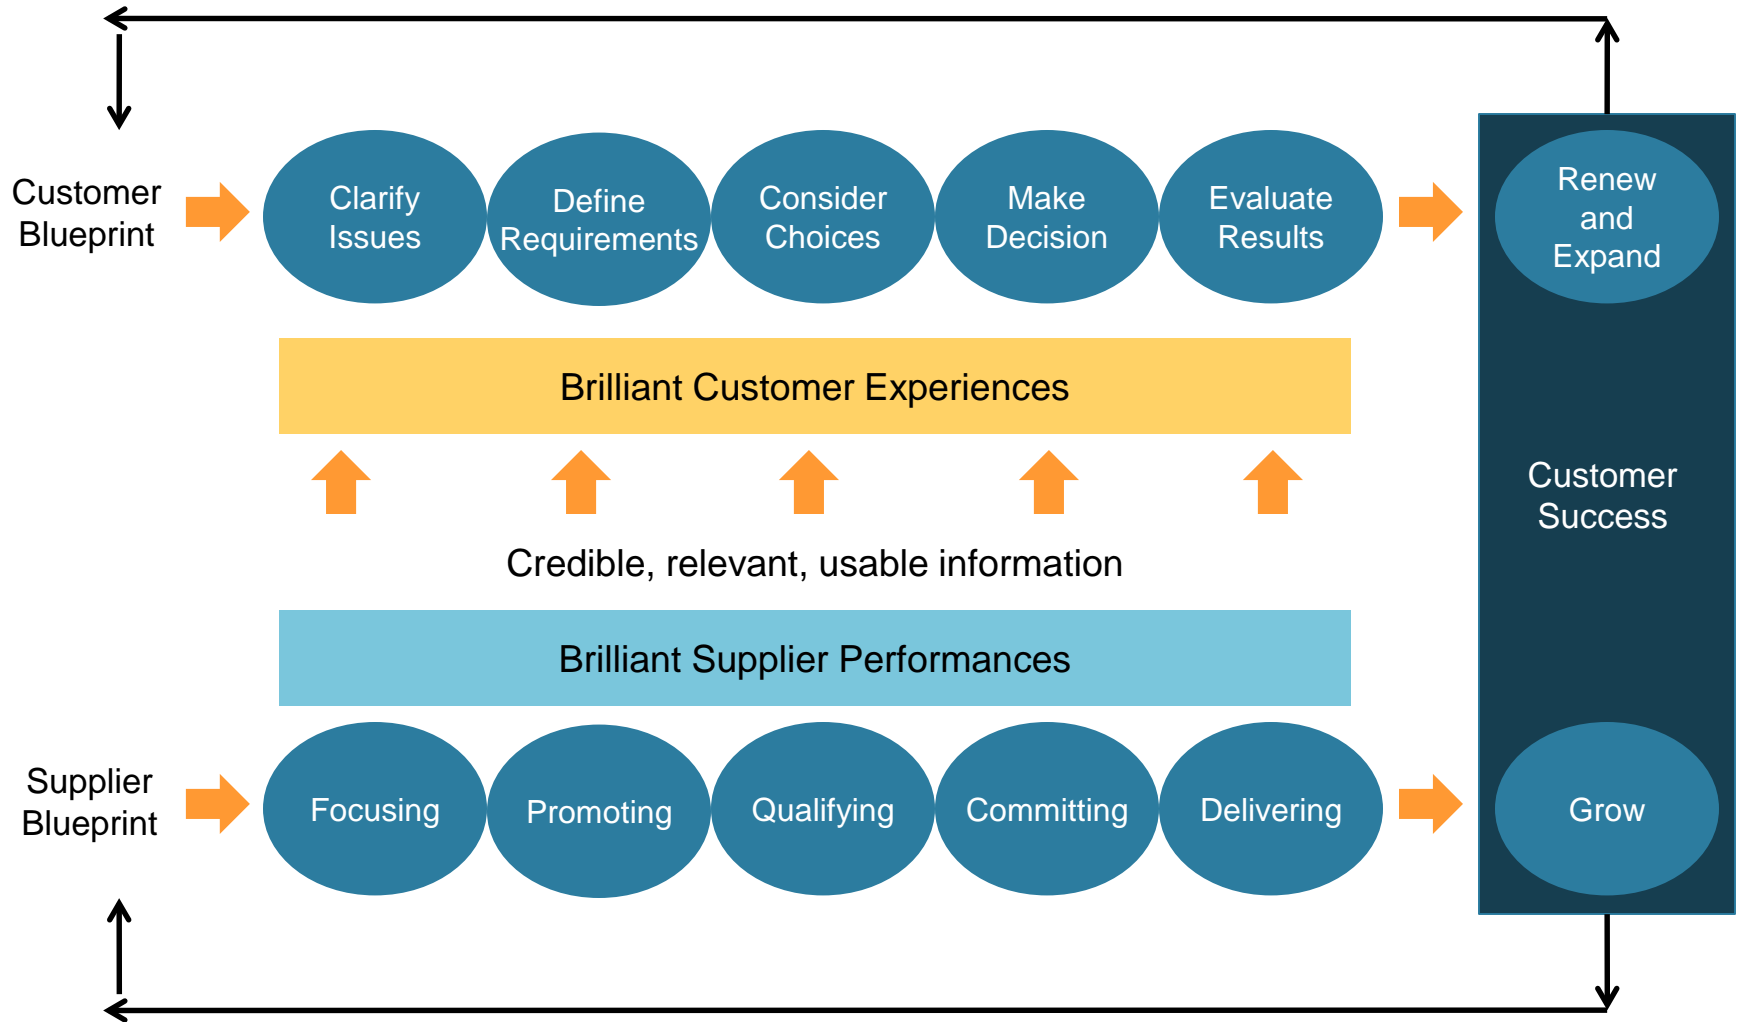 Customer
Blueprint
Clarify
Issues
Define
Requirements
Consider
Choices
Make
Decision
Evaluate
Results
Renew
and
Expand
Brilliant Customer Experiences
Customer
Success
Credible, relevant, usable information
Brilliant Supplier Performances
Supplier
Blueprint
Focusing
Promoting
Qualifying
Committing
Delivering
Grow